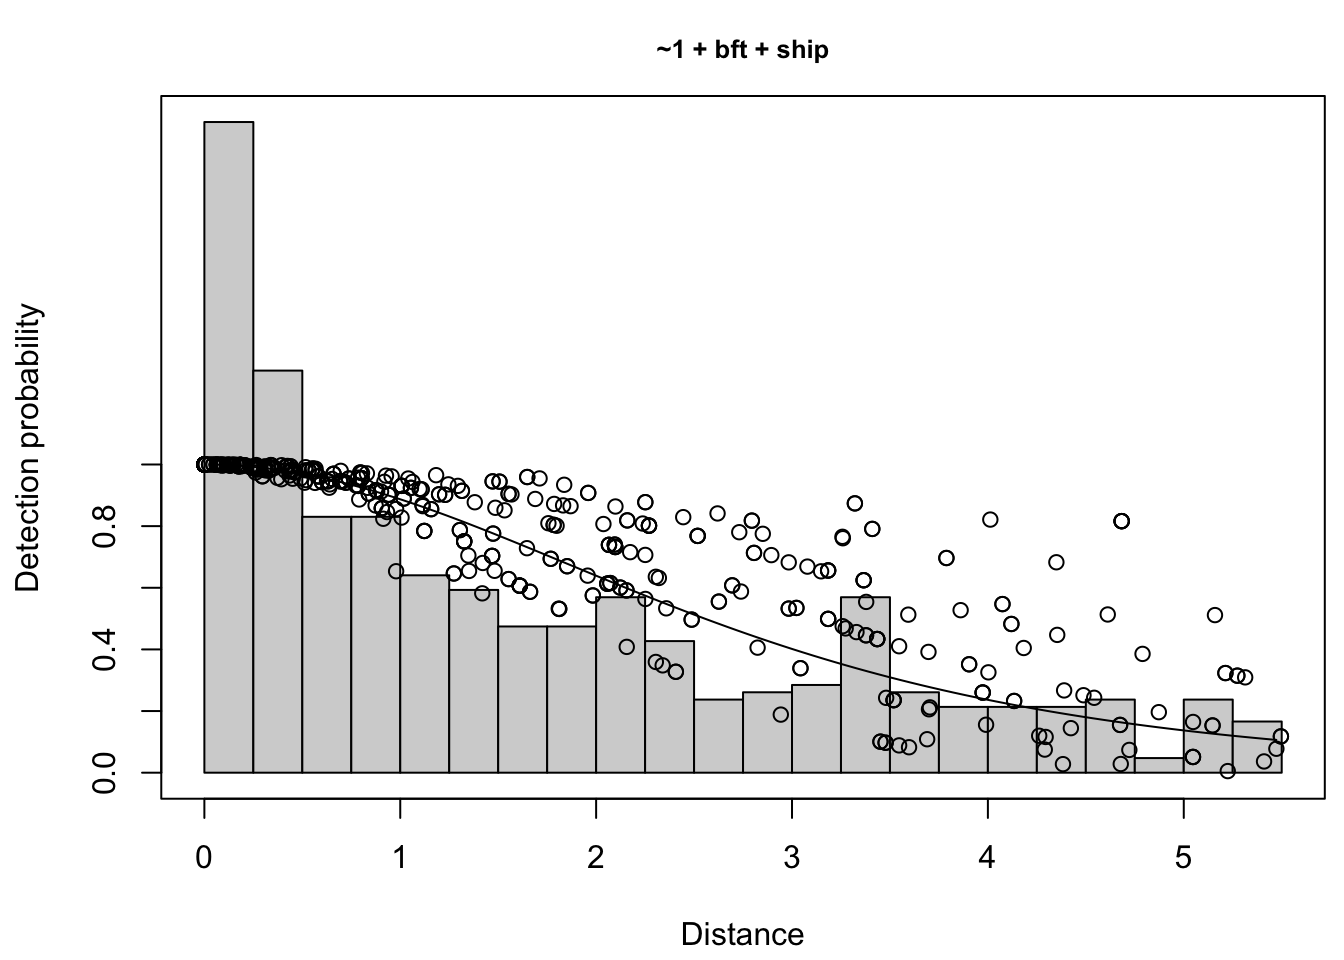 ~1 + bft + ship
Detection probability
0.8
0.4
0.0
0 1 2 3 4 5
Distance